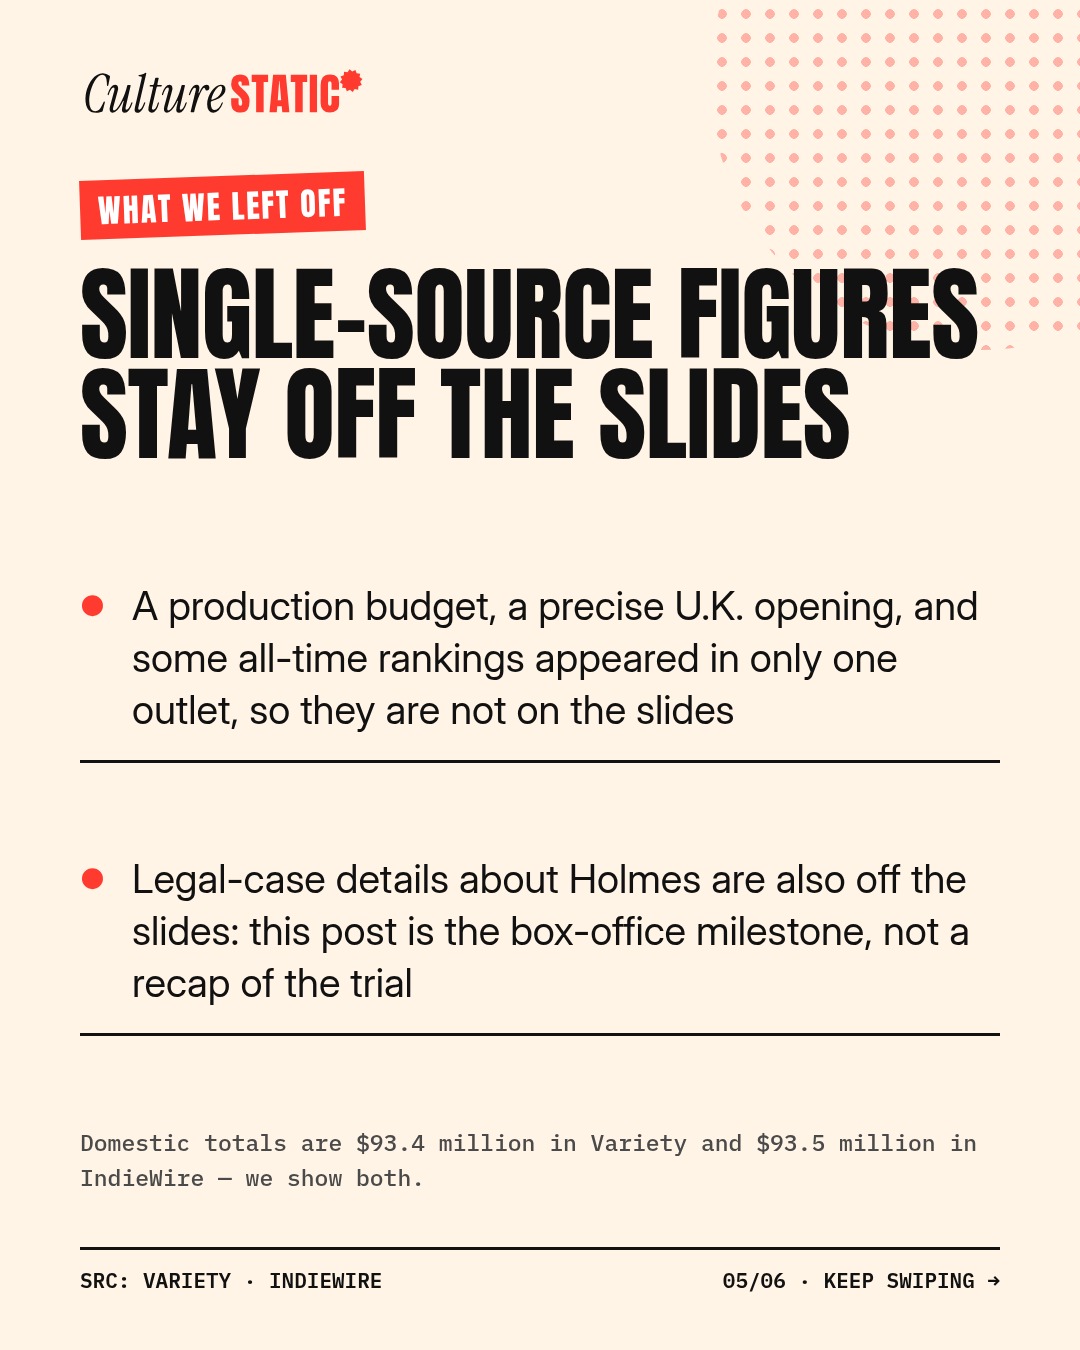 Culture STATIC
WHAT WE LEFT OFF
SINGLE-SOURCE FIGURES
STAY OFF THE SLIDES
A production budget, a precise U.K. opening, and
some all-time rankings appeared in only one
outlet, so they are not on the slides
Legal-case details about Holmes are also off the
slides: this post is the box-office milestone, not a
recap of the trial
Domestic totals are $93.4 million in Variety and $93.5 million in
IndieWire — we show both.
SRC: VARIETY · INDIEWIRE
05/06 · KEEP SWIPING →